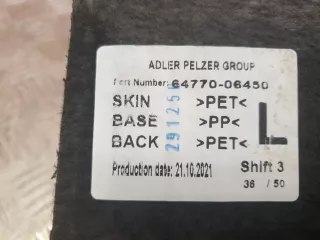 ADLER PELZER GROUP
Part Number: 64770-06450
SKIN >PET<
BASE >PP<
BACK >PET<
L
291250
Production date: 21.10.2021 Shift 3
36 / 50